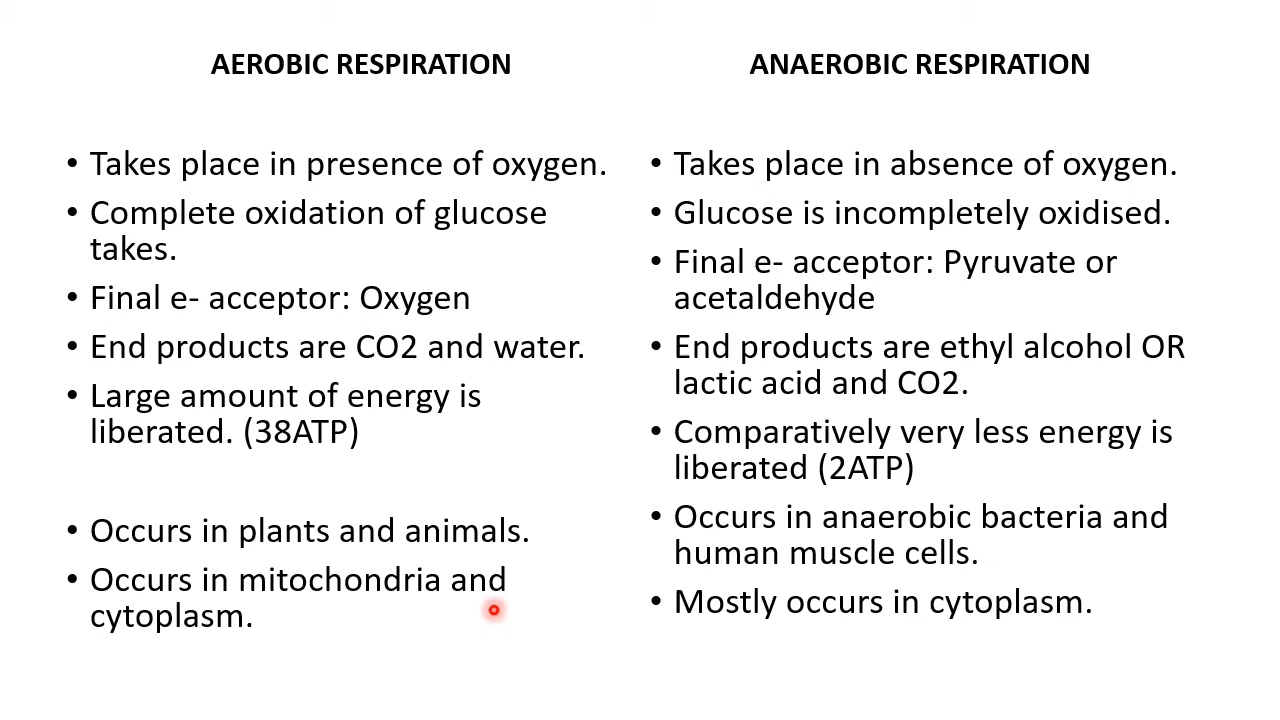 AEROBIC RESPIRATION
• Takes place in presence of oxygen.
• Complete oxidation of glucose
takes.
• Final e- acceptor: Oxygen
• End products are CO2 and water.
• Large amount of energy is
liberated. (38ATP)
• Occurs in plants and animals.
• Occurs in mitochondria and
cytoplasm.
ANAEROBIC RESPIRATION
• Takes place in absence of oxygen.
• Glucose is incompletely oxidised.
• Final e- acceptor: Pyruvate or
acetaldehyde
• End products are ethyl alcohol OR
lactic acid and CO2.
• Comparatively very less energy is
liberated (2ATP)
• Occurs in anaerobic bacteria and
human muscle cells.
• Mostly occurs in cytoplasm.